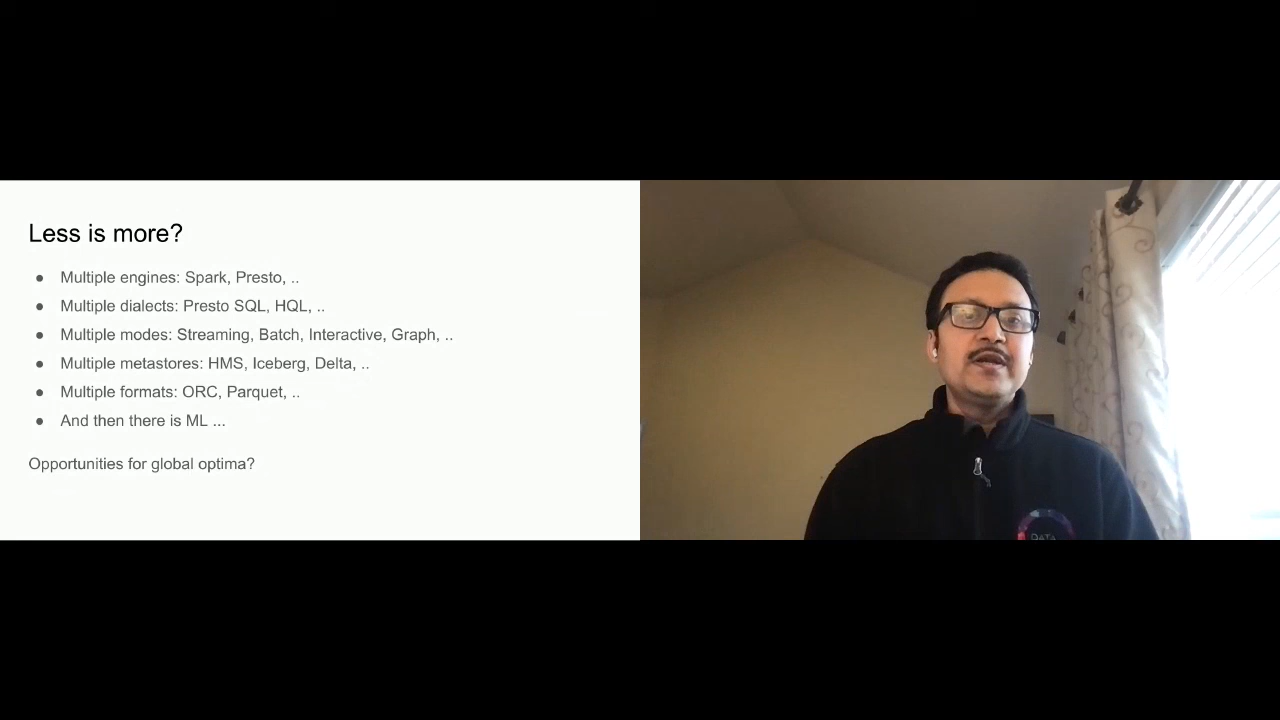 Less is more?
● Multiple engines: Spark, Presto, ..
● Multiple dialects: Presto SQL, HQL, ..
● Multiple modes: Streaming, Batch, Interactive, Graph, ..
● Multiple metastores: HMS, Iceberg, Delta, ..
● Multiple formats: ORC, Parquet, ..
● And then there is ML ...
Opportunities for global optima?
DATA